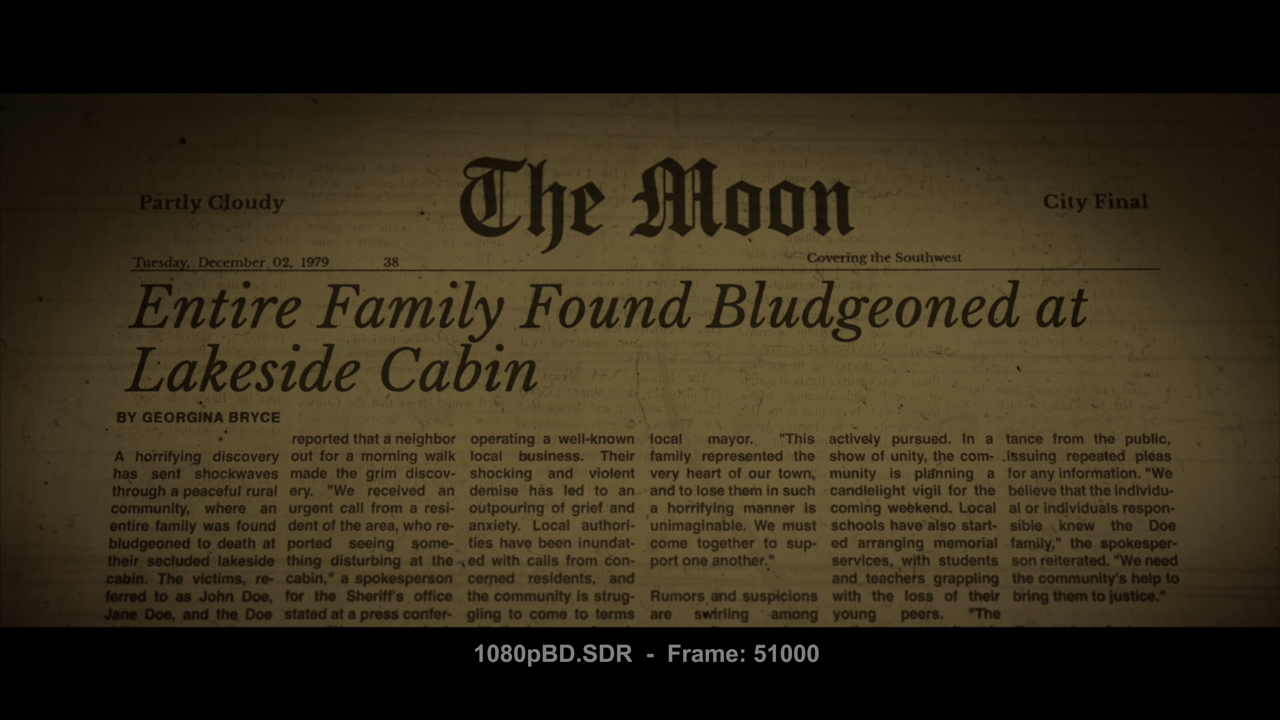 The Moon
Partly Cloudy
City Final
Tuesday, December 02, 1979 38 Covering the Southwest
Entire Family Found Bludgeoned at
Lakeside Cabin
BY GEORGINA BRYCE
A horrifying discovery
has sent shockwaves
through a peaceful rural
community, where an
entire family was found
bludgeoned to death at
their secluded lakeside
cabin. The victims, re-
ferred to as John Doe,
Jane Doe, and the Doe
reported that a neighbor
out for a morning walk
made the grim discov-
ery. "We received an
urgent call from a resi-
dent of the area, who re-
ported seeing some-
thing disturbing at the
cabin," a spokesperson
for the Sheriff's office
stated at a press confer-
operating a well-known
local business. Their
shocking and violent
demise has led to an
outpouring of grief and
anxiety. Local authori-
ties have been inundat-
ed with calls from con-
cerned residents, and
the community is strug-
gling to come to terms
local mayor. "This
family represented the
very heart of our town,
and to lose them in such
a horrifying manner is
unimaginable. We must
come together to sup-
port one another."
Rumors and suspicions
are swirling among
actively pursued. In a
show of unity, the com-
munity is planning a
candlelight vigil for the
coming weekend. Local
schools have also start-
ed arranging memorial
services, with students
and teachers grappling
with the loss of their
young peers. "The
tance from the public,
issuing repeated pleas
for any information. "We
believe that the individu-
al or individuals respon-
sible knew the Doe
family," the spokesper-
son reiterated. "We need
the community's help to
bring them to justice."
1080pBD.SDR - Frame: 51000